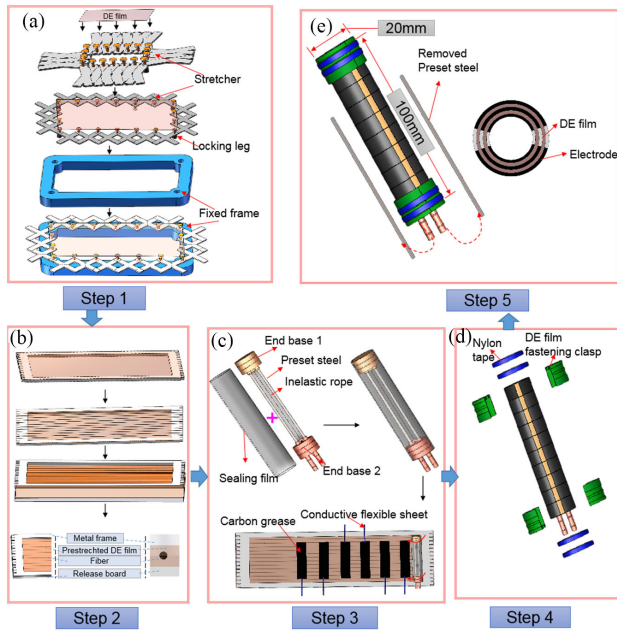 (a)
DE film
Stretcher
Locking leg
Fixed frame
Step 1
(b)
Metal frame
Prestrechted DE film
Fiber
Release board
Step 2
(c)
End base 1
Preset steel
Inelastic rope
Sealing film
End base 2
Carbon grease
Conductive flexible sheet
Step 3
(d)
Nylon
tape
DE film
fastening clasp
Step 4
(e)
20mm
100mm
Removed
Preset steel
DE film
Electrode
Step 5